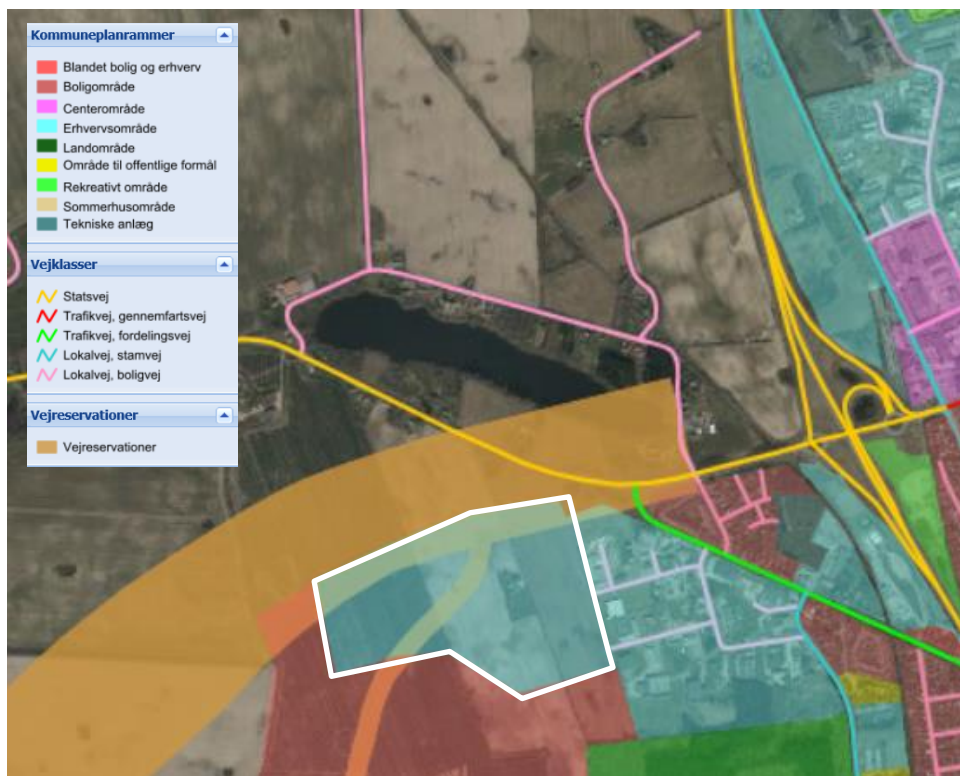 Kommuneplanrammer
Blandet bolig og erhverv
Boligområde
Centerområde
Erhvervsområde
Landområde
Område til offentlige formål
Rekreativt område
Sommerhusområde
Tekniske anlæg
Vejklasser
Statsvej
Trafikvej, gennemfartsvej
Trafikvej, fordelingsvej
Lokalvej, stamvej
Lokalvej, boligvej
Vejreservationer
Vejreservationer